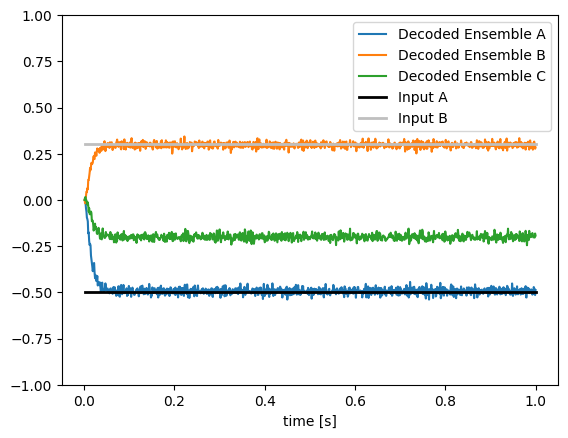 1.00
0.75
0.50
0.25
0.00
−0.25
−0.50
−0.75
−1.00
Decoded Ensemble A
Decoded Ensemble B
Decoded Ensemble C
Input A
Input B
0.0 0.2 0.4 0.6 0.8 1.0
time [s]